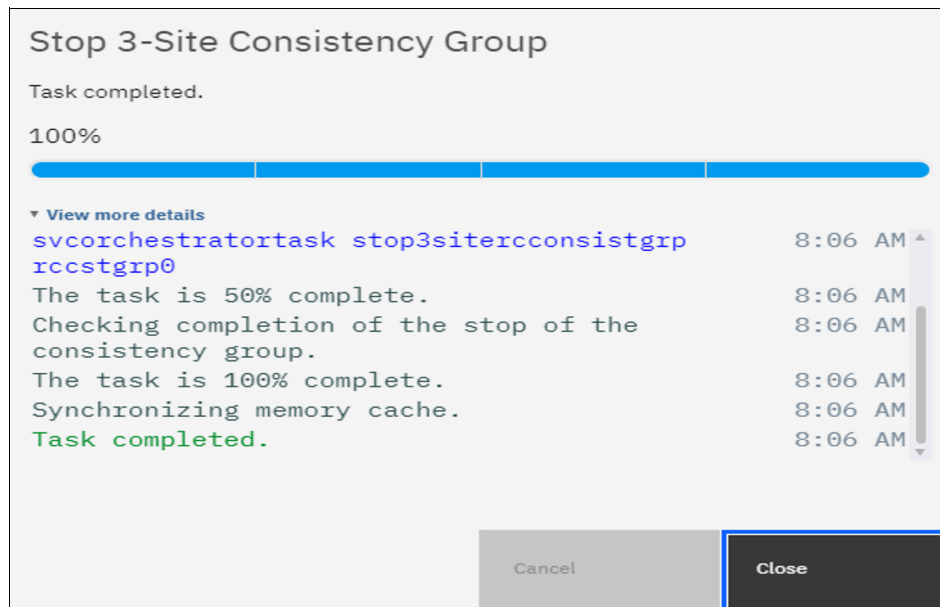 Stop 3-Site Consistency Group
Task completed.
100%
View more details
svcorchestratortask stop3sitercconsistgrp 8:06 AM
rccstgrp0
The task is 50% complete. 8:06 AM
Checking completion of the stop of the 8:06 AM
consistency group.
The task is 100% complete. 8:06 AM
Synchronizing memory cache. 8:06 AM
Task completed. 8:06 AM
Cancel Close